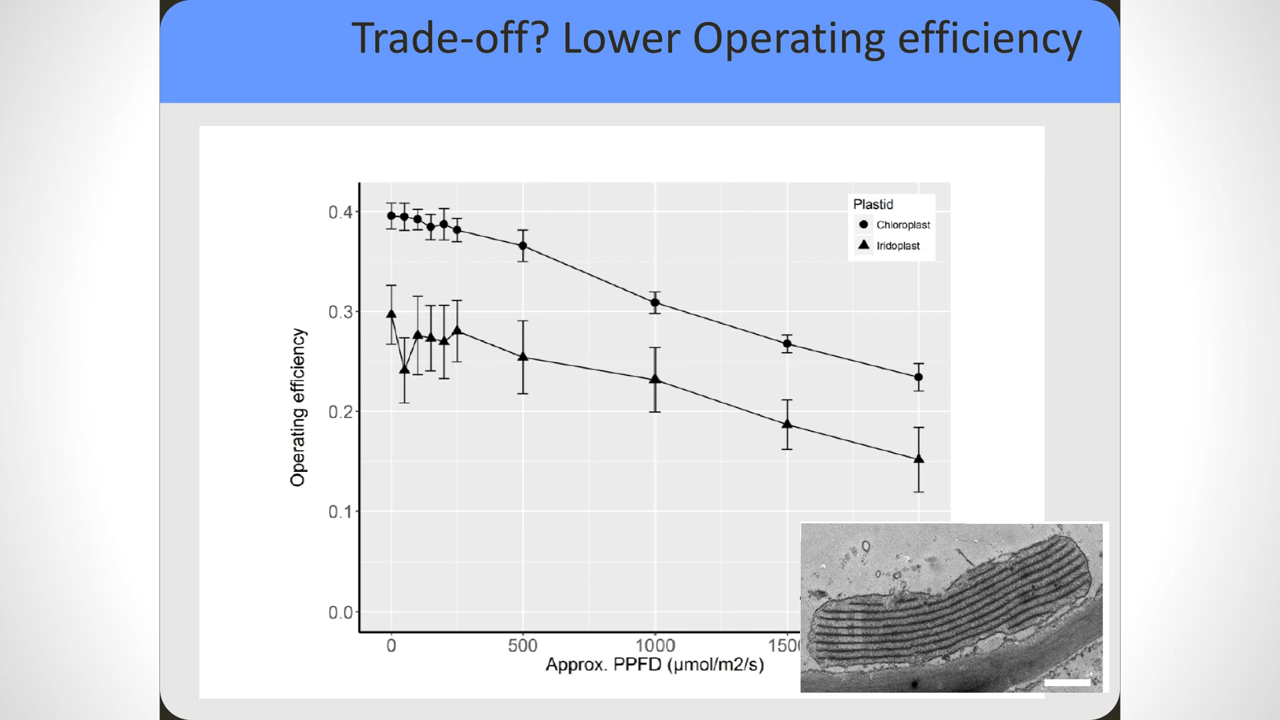 Trade-off? Lower Operating efficiency
Plastid
Chloroplast
Iridoplast
Operating efficiency
0.4
0.3
0.2
0.1
0.0
0
500
1000
Approx. PPFD (μmol/m2/s)